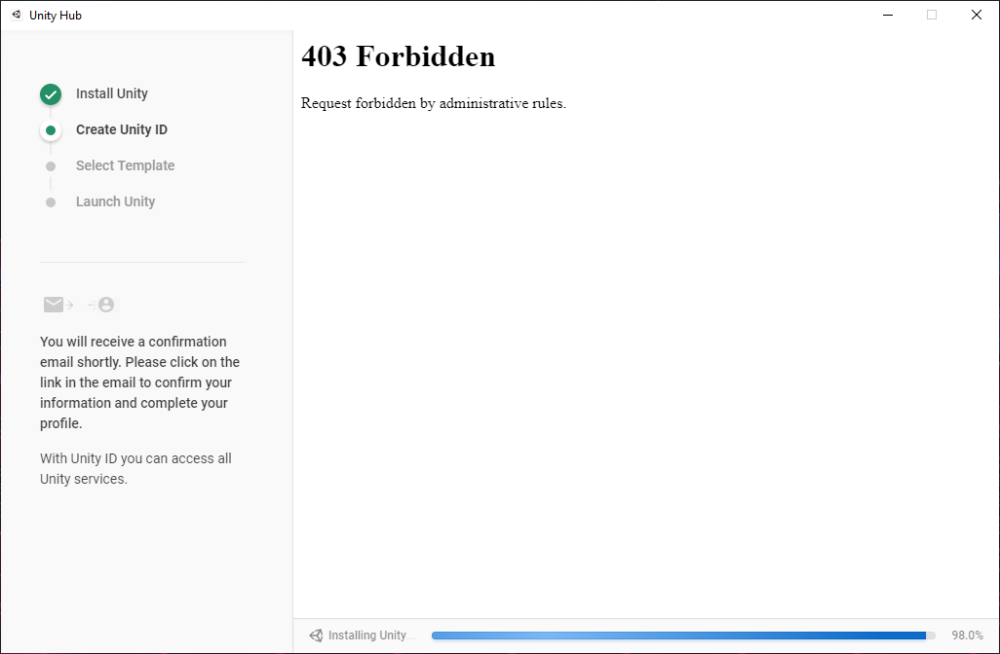 Unity Hub
Install Unity
Create Unity ID
Select Template
Launch Unity
You will receive a confirmation
email shortly. Please click on the
link in the email to confirm your
information and complete your
profile.
With Unity ID you can access all
Unity services.
403 Forbidden
Request forbidden by administrative rules.
Installing Unity...
98.0%